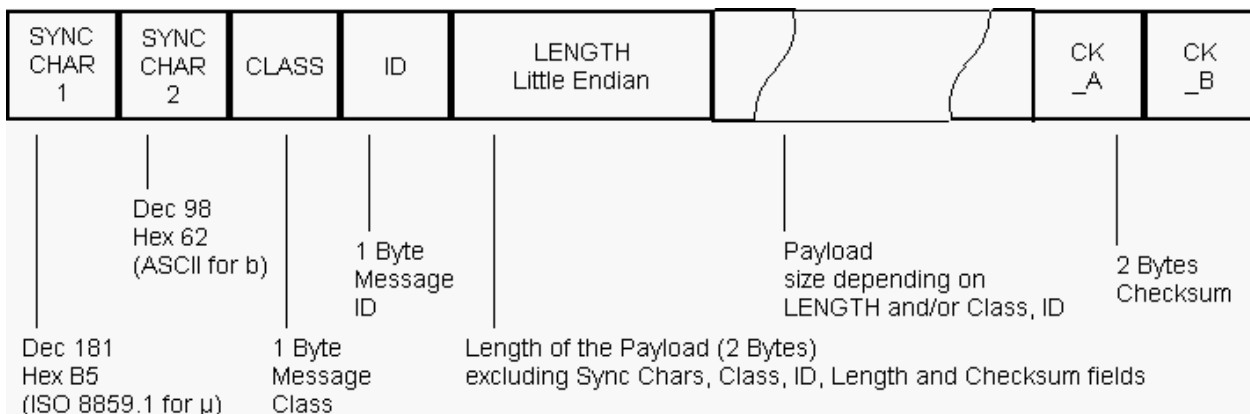 SYNC
CHAR
1
SYNC
CHAR
2
CLASS
ID
LENGTH
Little Endian
CK
_A
CK
_B
Dec 98
Hex 62
(ASCII for b)
1 Byte
Message
ID
Payload
size depending on
LENGTH and/or Class, ID
2 Bytes
Checksum
Dec 181
Hex B5
(ISO 8859.1 for μ)
1 Byte
Message
Class
Length of the Payload (2 Bytes)
excluding Sync Chars, Class, ID, Length and Checksum fields